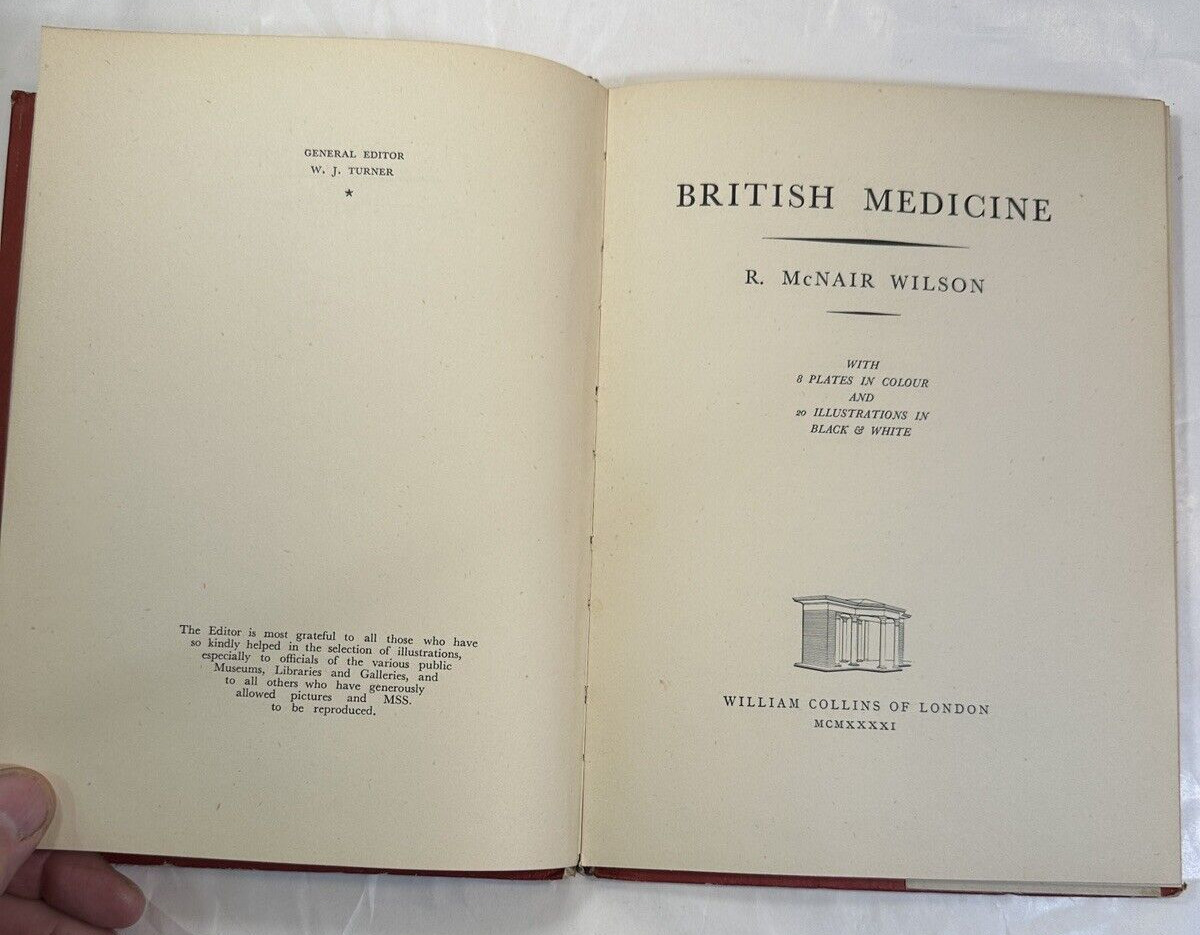 GENERAL EDITOR
W. J. TURNER
*
The Editor is most grateful to all those who have
so kindly helped in the selection of illustrations,
especially to officials of the various public
Museums, Libraries and Galleries, and
to all others who have generously
allowed pictures and MSS.
to be reproduced.
BRITISH MEDICINE
R. McNAIR WILSON
WITH
8 PLATES IN COLOUR
AND
20 ILLUSTRATIONS IN
BLACK & WHITE
WILLIAM COLLINS OF LONDON
MCMXXXXI